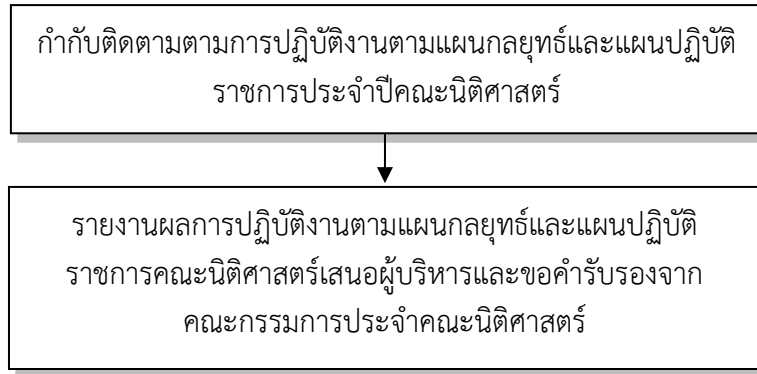 กำกับติดตามตามการปฏิบัติงานตามแผนกลยุทธ์และแผนปฏิบัติ
ราชการประจำปีคณะนิติศาสตร์
รายงานผลการปฏิบัติงานตามแผนกลยุทธ์และแผนปฏิบัติ
ราชการคณะนิติศาสตร์เสนอผู้บริหารและขอคำรับรองจาก
คณะกรรมการประจำคณะนิติศาสตร์